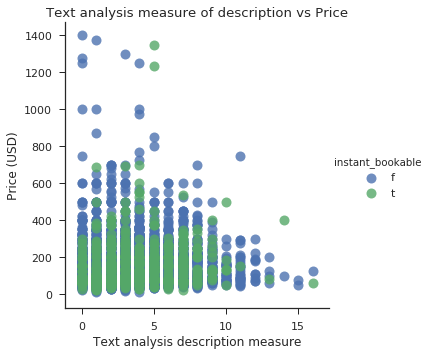 Text analysis measure of description vs Price
1400
1200
1000
800
600
400
200
0
Price (USD)
0 5 10 15
Text analysis description measure
instant_bookable
f
t